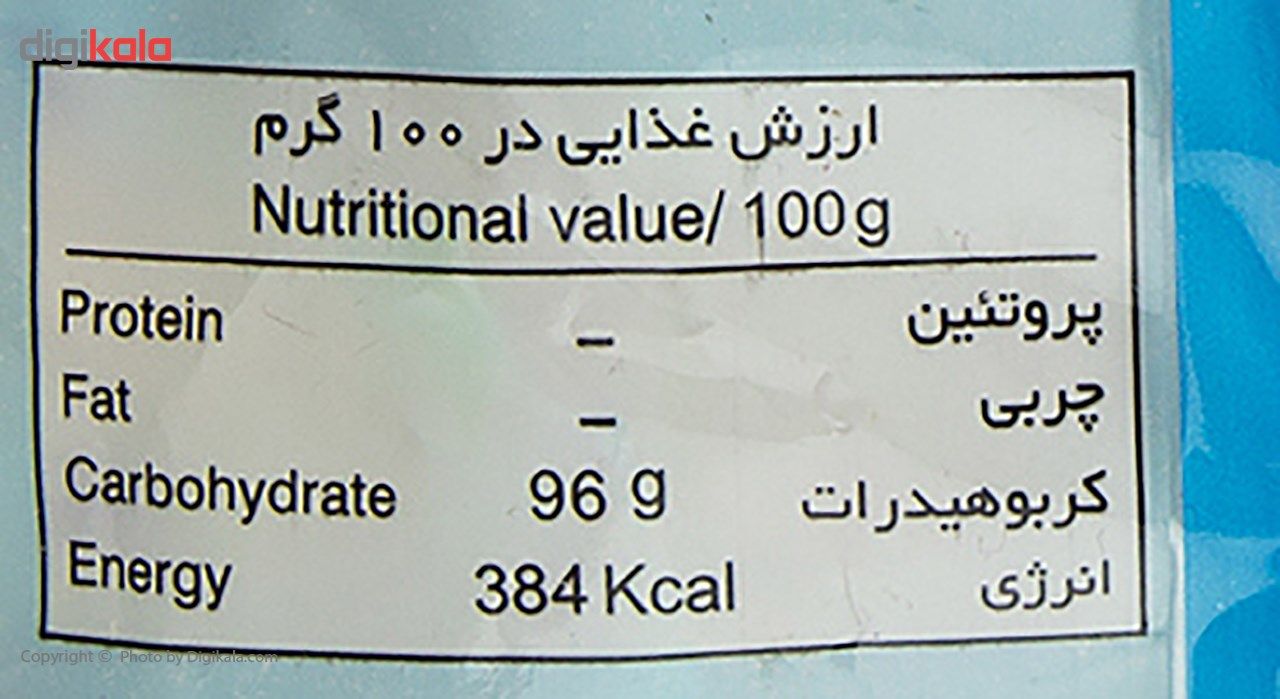 digikala
ارزش غذایی در ۱۰۰ گرم
Nutritional value/ 100g
Protein – پروتئین
Fat – چربی
Carbohydrate 96 g کربوهیدرات
Energy 384 Kcal انرژی
Copyright © Photo by Digikala.com